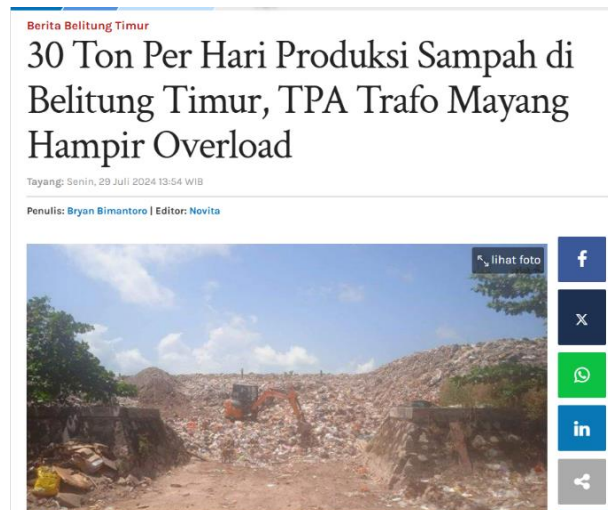 Berita Belitung Timur
30 Ton Per Hari Produksi Sampah di
Belitung Timur, TPA Trafo Mayang
Hampir Overload
Tayang: Senin, 29 Juli 2024 13:54 WIB
Penulis: Bryan Bimantoro | Editor: Novita
lihat foto